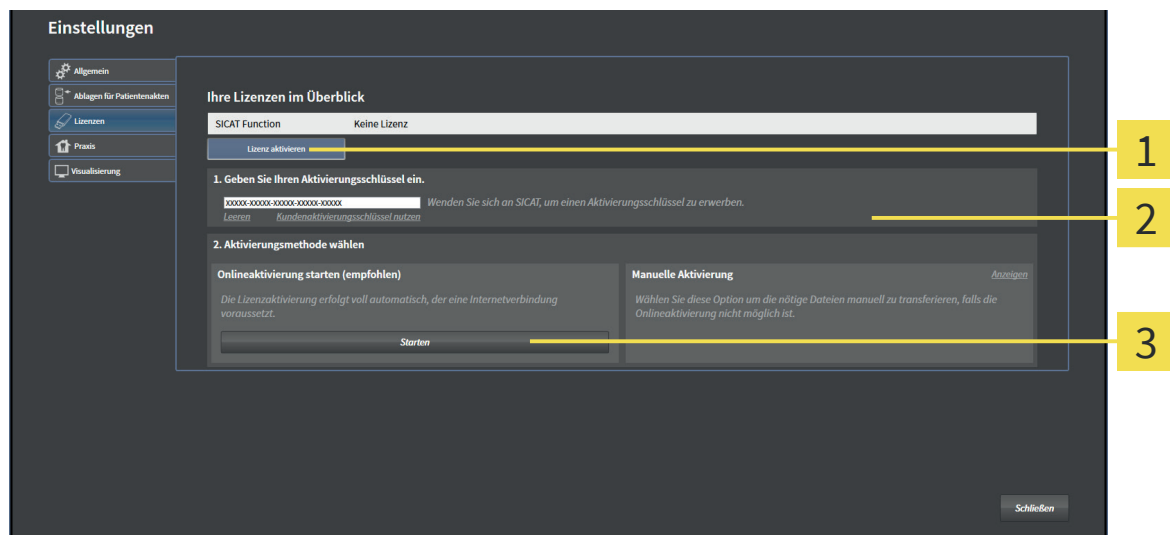 Einstellungen
Allgemein
Ablagen für Patientenakten
Lizenzen
Praxis
Visualisierung
Ihre Lizenzen im Überblick
SICAT Function Keine Lizenz
Lizenz aktivieren
1. Geben Sie Ihren Aktivierungsschlüssel ein.
XXXXX-XXXXX-XXXXX-XXXXX-XXXXX Wenden Sie sich an SICAT, um einen Aktivierungsschlüssel zu erwerben.
Leeren Kundenaktivierungsschlüssel nutzen
2. Aktivierungsmethode wählen
Onlineaktivierung starten (empfohlen)
Die Lizenzaktivierung erfolgt voll automatisch, der eine Internetverbindung
voraussetzt.
Starten
Manuelle Aktivierung Anzeigen
Wählen Sie diese Option um die nötige Dateien manuell zu transferieren, falls die
Onlineaktivierung nicht möglich ist.
Schließen
1
2
3